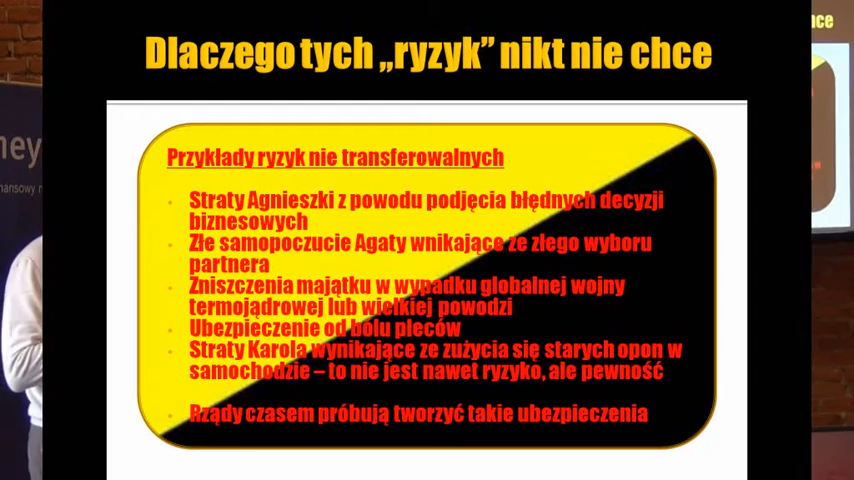 Dlaczego tych „ryzyk” nikt nie chce
Przykłady ryzyk nie transferowalnych
Straty Agnieszki z powodu podjęcia błędnych decyzji
biznesowych
Złe samopoczucie Agaty wnikające ze złego wyboru
partnera
Zniszczenia majątku w wypadku globalnej wojny
termojądrowej lub wielkiej powodzi
Ubezpieczenie od bólu pleców
Straty Karola wynikające ze zużycia się starych opon w
samochodzie – to nie jest nawet ryzyko, ale pewność
Rządy czasem próbują tworzyć takie ubezpieczenia